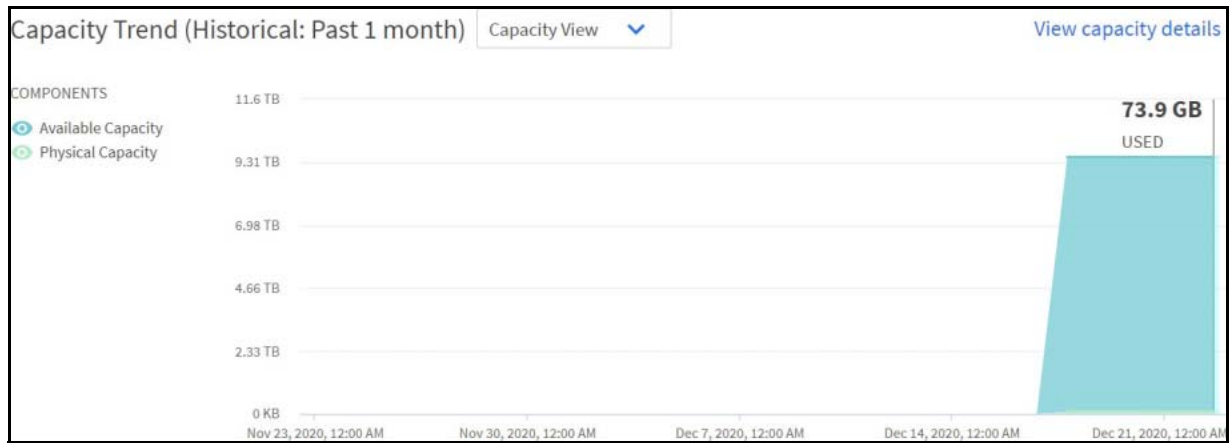 Capacity Trend (Historical: Past 1 month) Capacity View View capacity details
COMPONENTS
Available Capacity
Physical Capacity
11.6 TB
9.31 TB
6.98 TB
4.66 TB
2.33 TB
0 KB
73.9 GB
USED
Nov 23, 2020, 12:00 AM Nov 30, 2020, 12:00 AM Dec 7, 2020, 12:00 AM Dec 14, 2020, 12:00 AM Dec 21, 2020, 12:00 AM